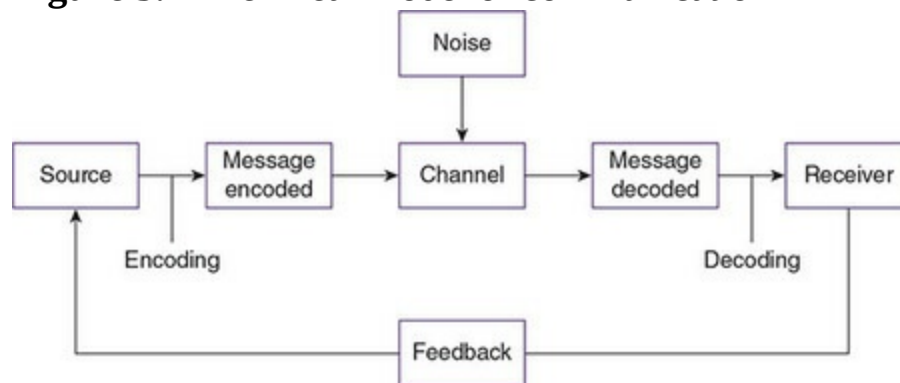 Noise
Source
Message
encoded
Channel
Message
decoded
Receiver
Encoding
Decoding
Feedback